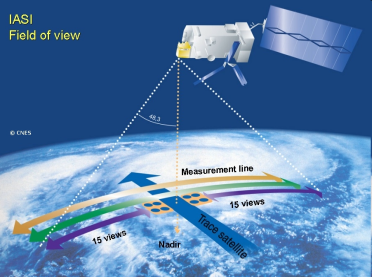 IASI
Field of view
48,3
© CNES
Measurement line
15 views
15 views
Trace satellite
Nadir